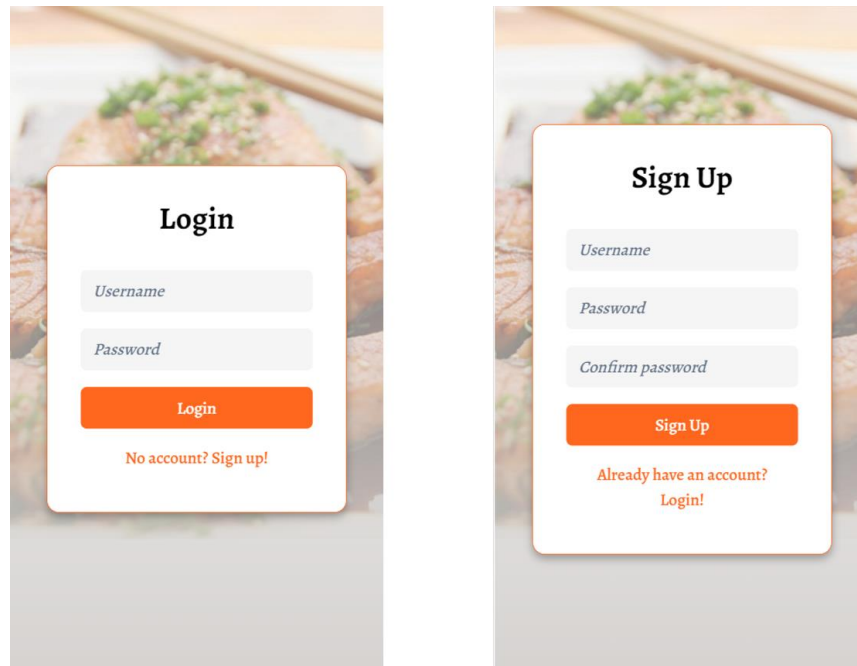 Login
Username
Password
Login
No account? Sign up!
Sign Up
Username
Password
Confirm password
Sign Up
Already have an account?
Login!